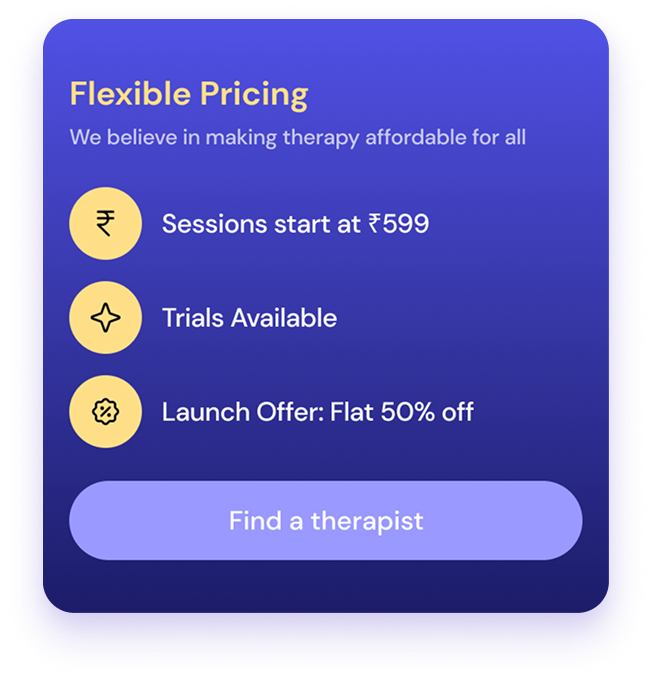 Flexible Pricing
We believe in making therapy affordable for all
₹
Sessions start at ₹599
Trials Available
%
Launch Offer: Flat 50% off
Find a therapist